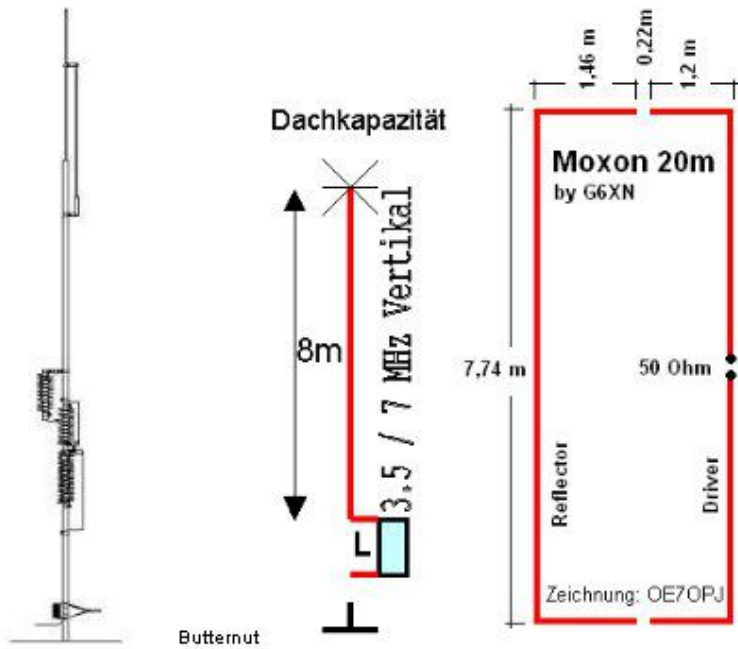 Butternut
Dachkapazität
8m
3.5 / 7 MHz Vertikal
L
1,46 m
0,22m
1,2 m
Moxon 20m
by G6XN
7,74 m
50 Ohm
Reflector
Driver
Zeichnung: OE7OPJ